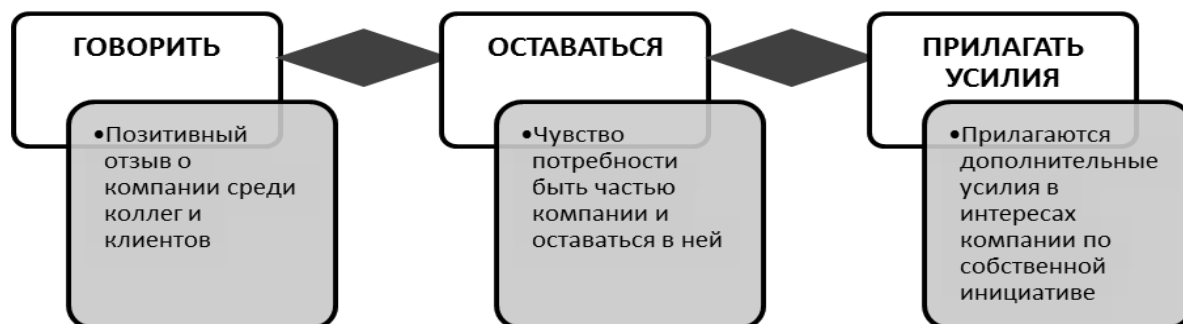 ГОВОРИТЬ
•Позитивный
отзыв о
компании среди
коллег и
клиентов
ОСТАВАТЬСЯ
•Чувство
потребности
быть частью
компании и
оставаться в ней
ПРИЛАГАТЬ
УСИЛИЯ
•Прилагаются
дополнительные
усилия в
интересах
компании по
собственной
инициативе